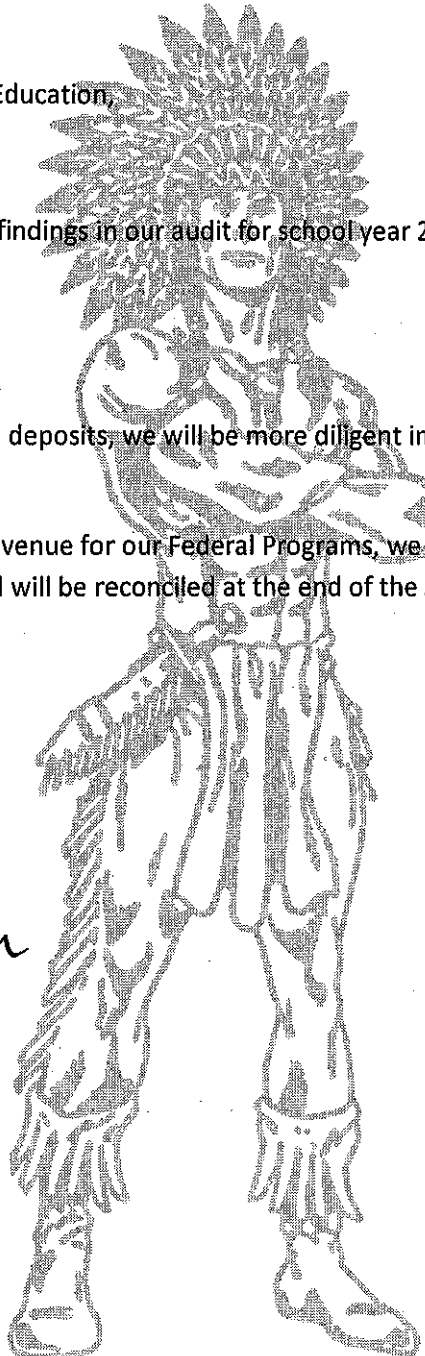 Education,
findings in our audit for school year 2
deposits, we will be more diligent in
venue for our Federal Programs, we
will be reconciled at the end of the